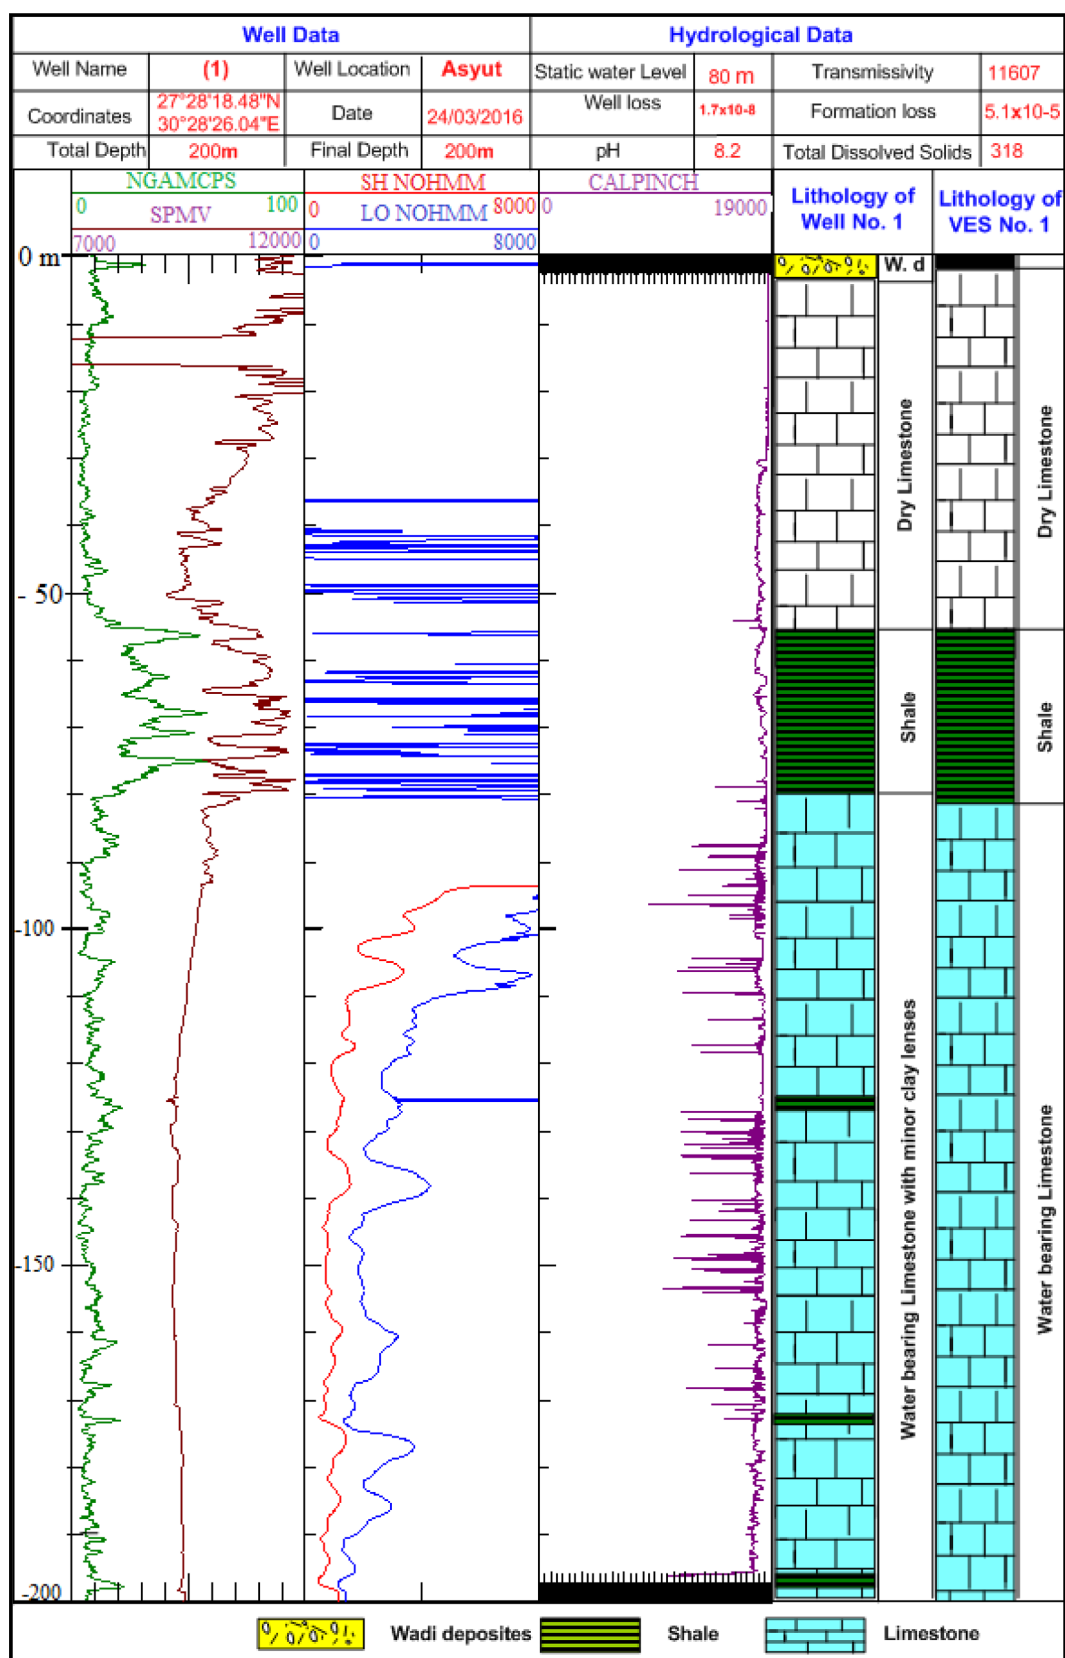 Well Data
Hydrological Data
Well Name
(1)
Well Location
Asyut
Static water Level
80 m
Transmissivity
11607
Coordinates
27°28'18.48"N
30°28'26.04"E
Date
24/03/2016
Well loss
1.7x10-8
Formation loss
5.1x10-5
Total Depth
200m
Final Depth
200m
pH
8.2
Total Dissolved Solids
318
NGAMCPS
0
100
SPMV
7000
12000
SH NOHMM
0
8000
LO NOHMM
0
8000
CALPINCH
0
19000
Lithology of
Well No. 1
Lithology of
VES No. 1
0 m
- 50
-100
-150
-200
W. d
Dry Limestone
Shale
Water bearing Limestone with minor clay lenses
Dry Limestone
Shale
Water bearing Limestone
Wadi deposites
Shale
Limestone